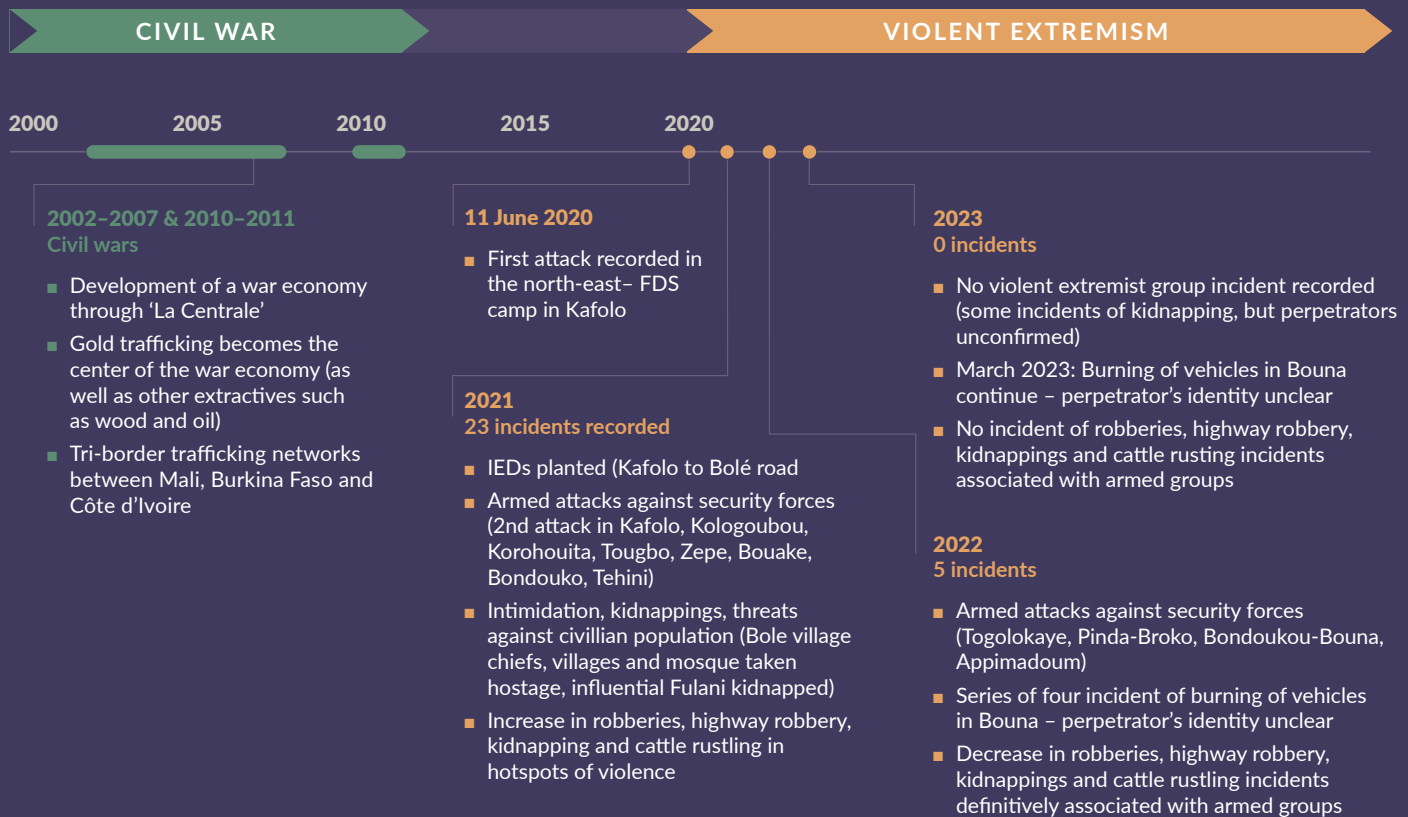 CIVIL WAR
VIOLENT EXTREMISM
2000
2005
2010
2015
2020
2002–2007 & 2010–2011
Civil wars
■ Development of a war economy
through ‘La Centrale’
■ Gold trafficking becomes the
center of the war economy (as
well as other extractives such
as wood and oil)
■ Tri-border trafficking networks
between Mali, Burkina Faso and
Côte d’Ivoire
11 June 2020
■ First attack recorded in
the north-east– FDS
camp in Kafolo
2021
23 incidents recorded
■ IEDs planted (Kafolo to Bolé road
■ Armed attacks against security forces
(2nd attack in Kafolo, Kologoubou,
Korohouita, Tougbo, Zepe, Bouake,
Bondouko, Tehini)
■ Intimidation, kidnappings, threats
against civillian population (Bole village
chiefs, villages and mosque taken
hostage, influential Fulani kidnapped)
■ Increase in robberies, highway robbery,
kidnapping and cattle rustling in
hotspots of violence
2023
0 incidents
■ No violent extremist group incident recorded
(some incidents of kidnapping, but perpetrators
unconfirmed)
■ March 2023: Burning of vehicles in Bouna
continue – perpetrator’s identity unclear
■ No incident of robberies, highway robbery,
kidnappings and cattle rusting incidents
associated with armed groups
2022
5 incidents
■ Armed attacks against security forces
(Togolokaye, Pinda-Broko, Bondoukou-Bouna,
Appimadoum)
■ Series of four incident of burning of vehicles
in Bouna – perpetrator’s identity unclear
■ Decrease in robberies, highway robbery,
kidnappings and cattle rustling incidents
definitively associated with armed groups